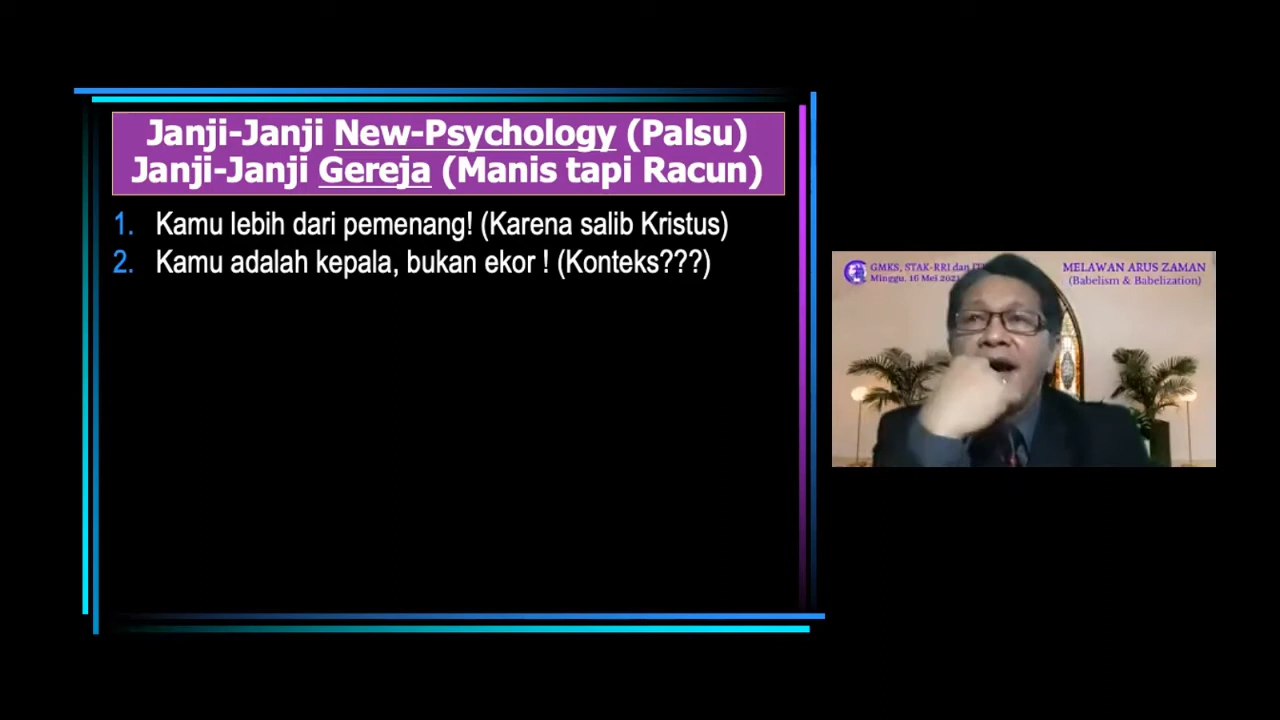 Janji-Janji New-Psychology (Palsu)
Janji-Janji Gereja (Manis tapi Racun)
1. Kamu lebih dari pemenang! (Karena salib Kristus)
2. Kamu adalah kepala, bukan ekor ! (Konteks???)
GMKS, STAK-RRI dan
Minggu, 16 Mei
MELAWAN ARUS ZAMAN
(Babelism & Babelization)